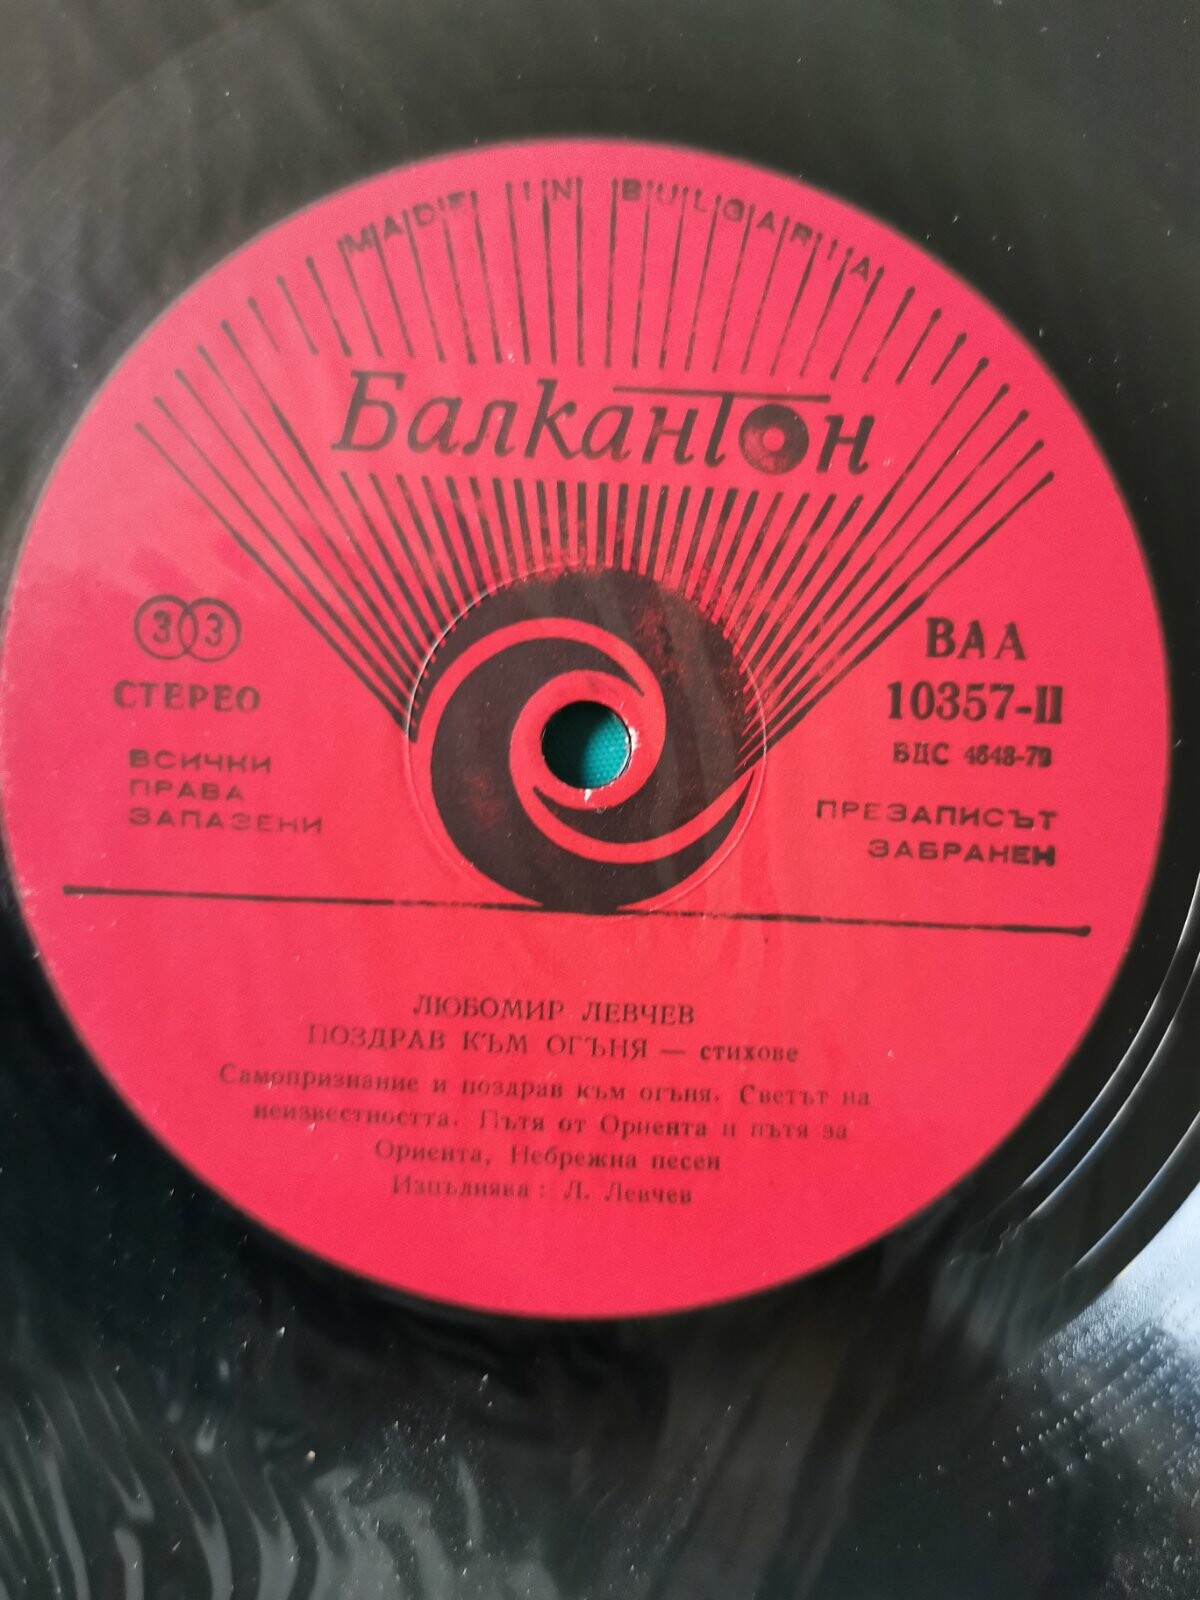 MADE IN BULGARIA
Балкантон
33
СТЕРЕО
ВСИЧКИ
ПРАВА
ЗАПАЗЕНИ
ВАА
10357-II
БДС 4648-79
ПРЕЗАПИСЪТ
ЗАБРАНЕН
ЛЮБОМИР ЛЕВЧЕВ
ПОЗДРАВ КЪМ ОГЪНЯ — стихове
Самопризнание и поздрав към огъня. Светът на
неизвестността. Пътя от Ориента и пътя за
Ориента, Небрежна песен
Изпълнява: Л. Левчев